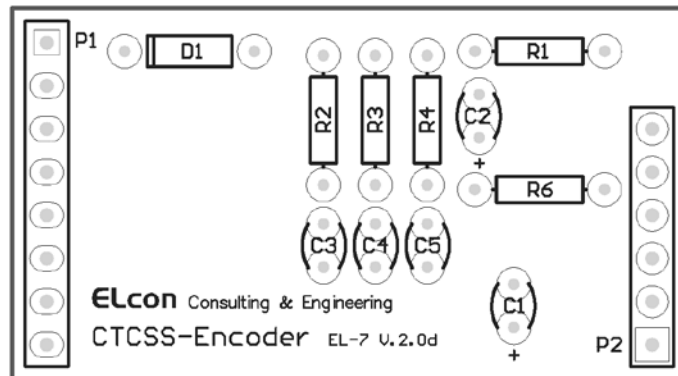 P1
D1
R1
R2
R3
R4
C2
+
R6
C3
C4
C5
ELcon Consulting & Engineering
C1
CTCSS-Encoder EL-7 V.2.0d
P2
+